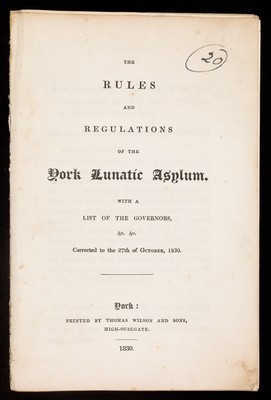 20
THE
RULES
AND
REGULATIONS
OF THE
York Lunatic Asylum.
WITH A
LIST OF THE GOVERNORS,
&c. &c.
Corrected to the 27th of OCTOBER, 1830.
York:
PRINTED BY THOMAS WILSON AND SONS,
HIGH-OUSEGATE.
1830.